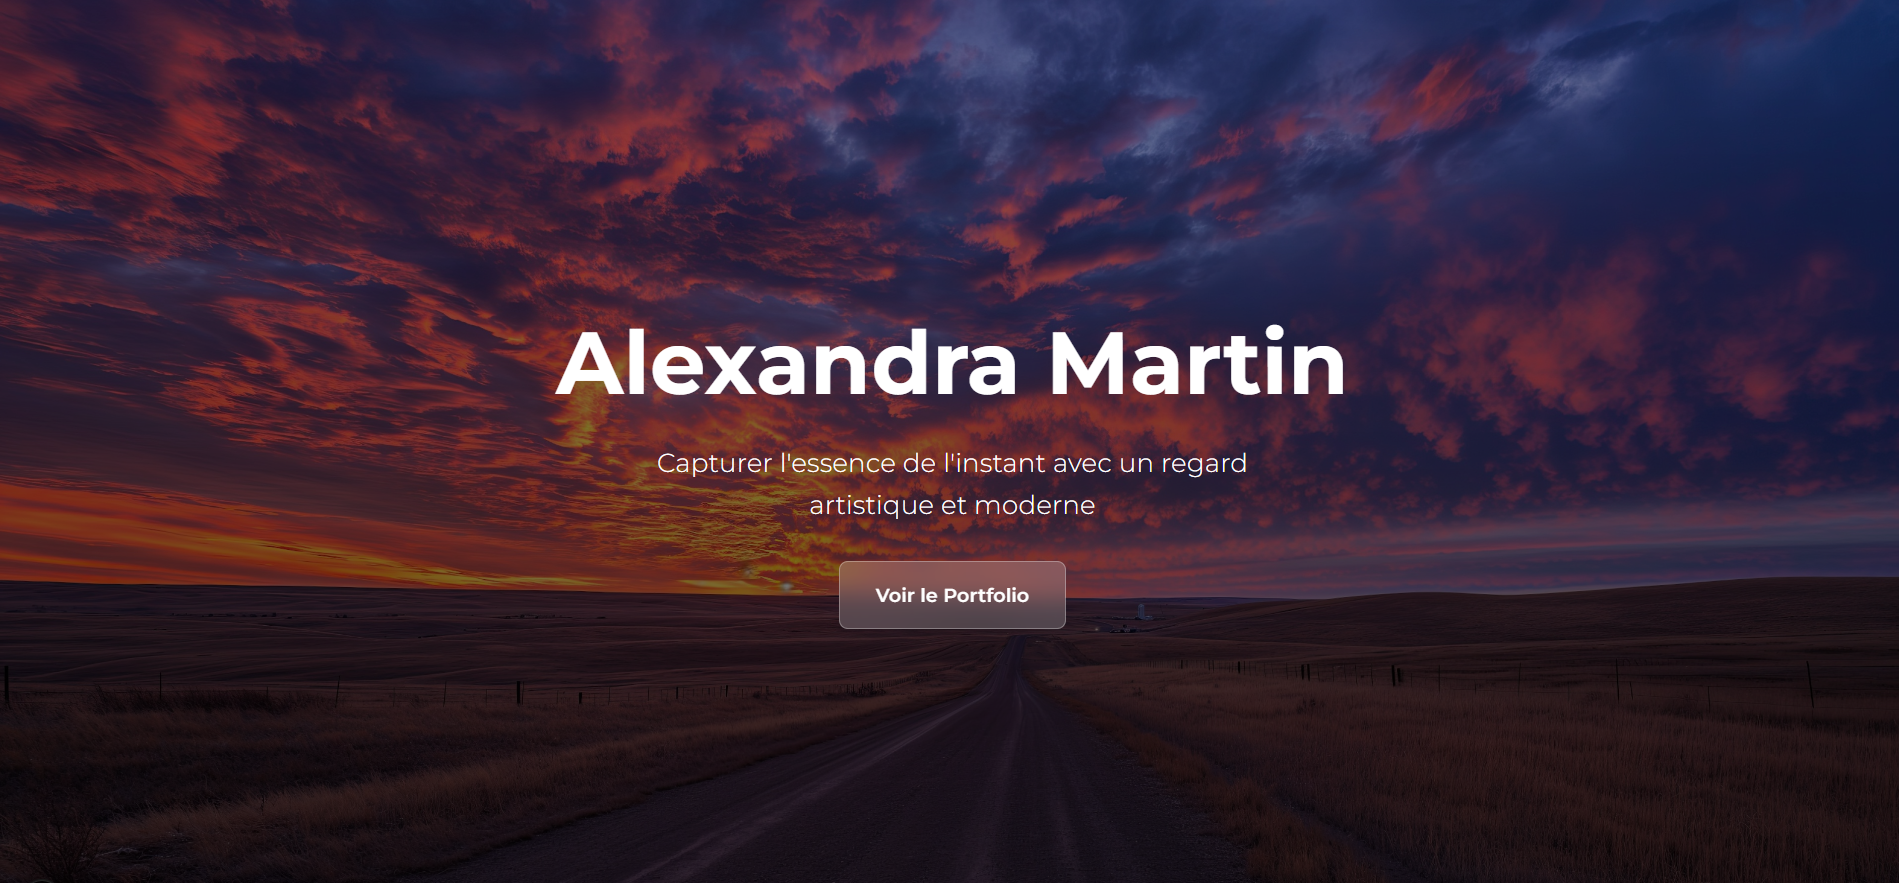 Alexandra Martin
Capturer l'essence de l'instant avec un regard
artistique et moderne
Voir le Portfolio